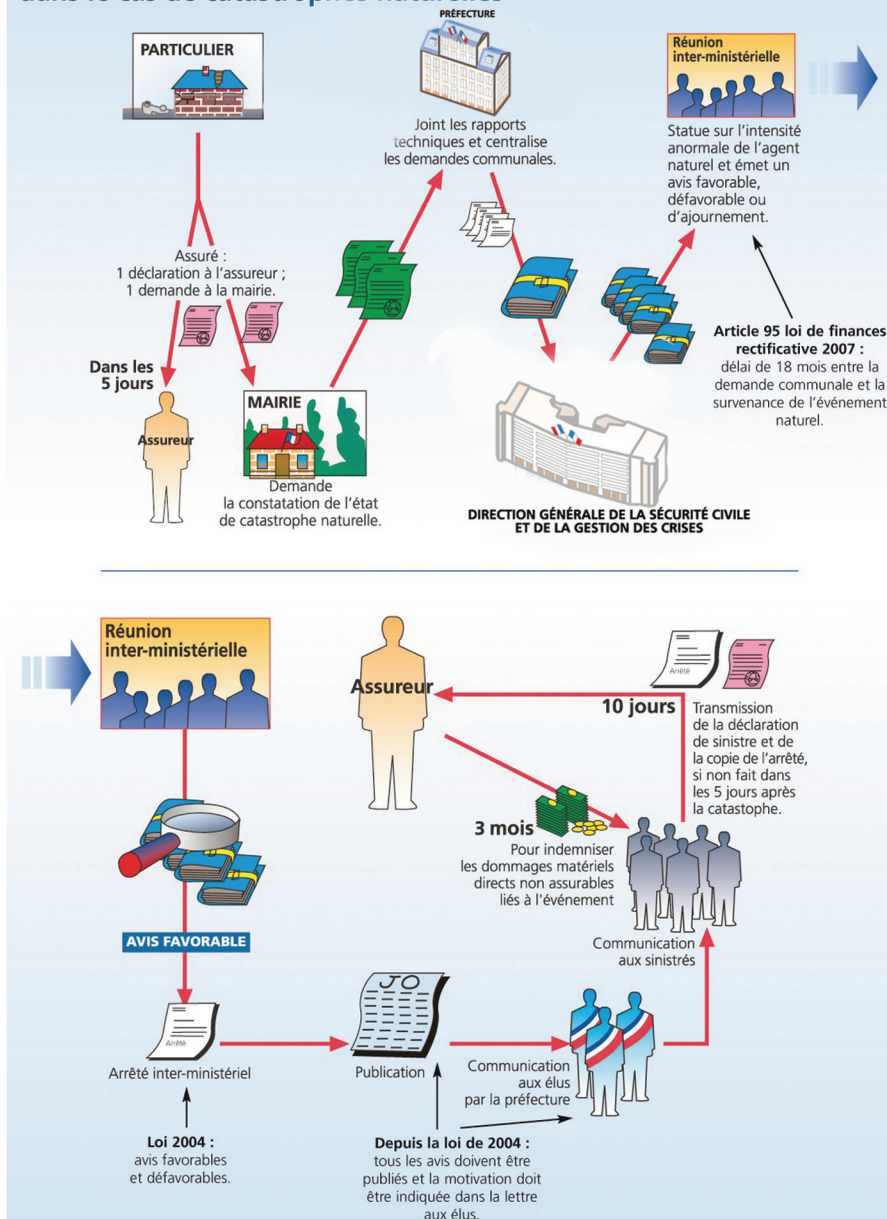 dans le cas de catastrophes naturelles
PARTICULIER
PRÉFECTURE
Réunion
inter-ministérielle
Joint les rapports
techniques et centralise
les demandes communales.
Statue sur l'intensité
anormale de l'agent
naturel et émet un
avis favorable,
défavorable ou
d'ajournement.
Assuré :
1 déclaration à l'assureur ;
1 demande à la mairie.
Dans les
5 jours
Assureur
MAIRIE
Demande
la constatation de l'état
de catastrophe naturelle.
Article 95 loi de finances
rectificative 2007 :
délai de 18 mois entre la
demande communale et la
survenance de l'événement
naturel.
DIRECTION GÉNÉRALE DE LA SÉCURITÉ CIVILE
ET DE LA GESTION DES CRISES
Réunion
inter-ministérielle
Assureur
Arrêté
10 jours
Transmission
de la déclaration
de sinistre et de
la copie de l'arrêté,
si non fait dans
les 5 jours après
la catastrophe.
3 mois
Pour indemniser
les dommages matériels
directs non assurables
liés à l'événement
Communication
aux sinistrés
AVIS FAVORABLE
Arrêté
Arrêté inter-ministériel
JO
Publication
Communication
aux élus
par la préfecture
Loi 2004 :
avis favorables
et défavorables.
Depuis la loi de 2004 :
tous les avis doivent être
publiés et la motivation doit
être indiquée dans la lettre
aux élus.